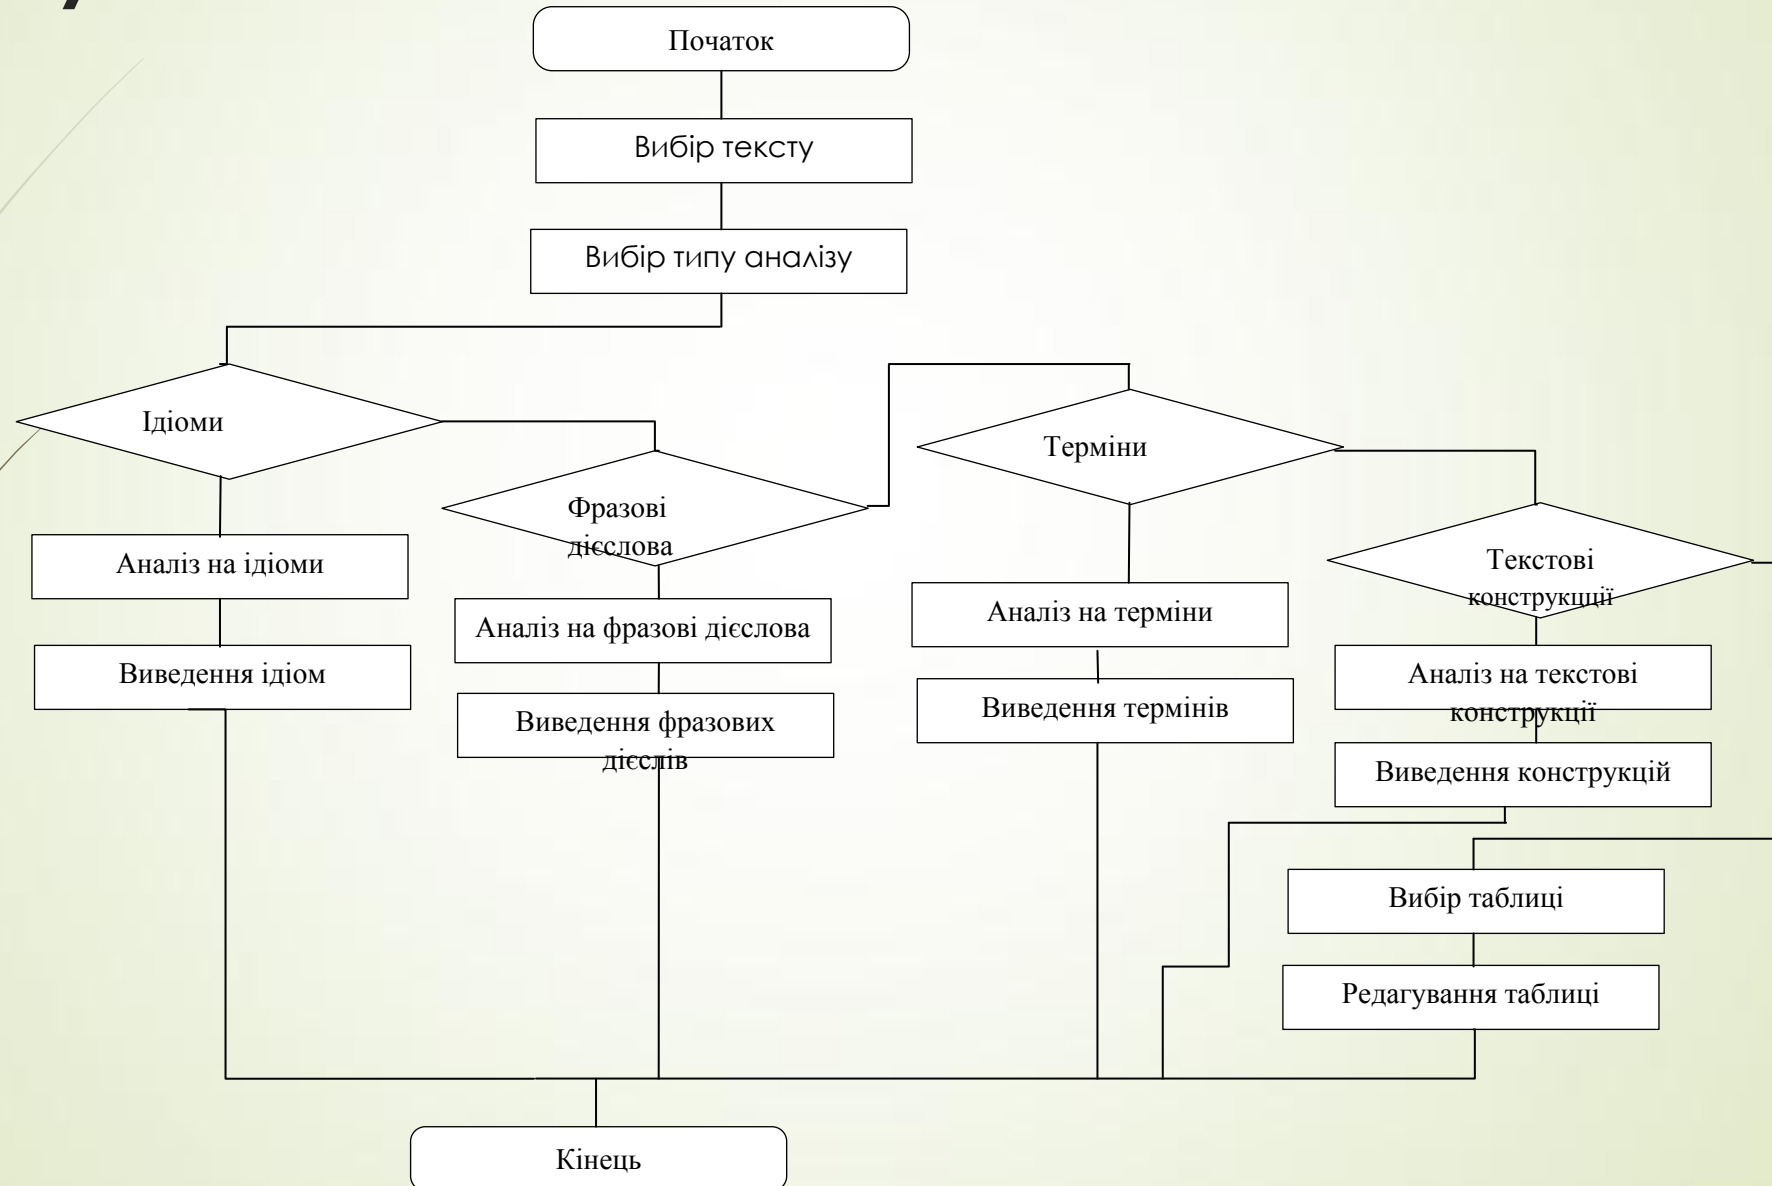 Початок
Вибір тексту
Вибір типу аналізу
Ідіоми
Фразові
дієслова
Терміни
Текстові
конструкцції
Аналіз на ідіоми
Аналіз на фразові дієслова
Аналіз на терміни
Аналіз на текстові
конструкції
Виведення ідіом
Виведення фразових
дієслів
Виведення термінів
Виведення конструкцій
Вибір таблиці
Редагування таблиці
Кінець